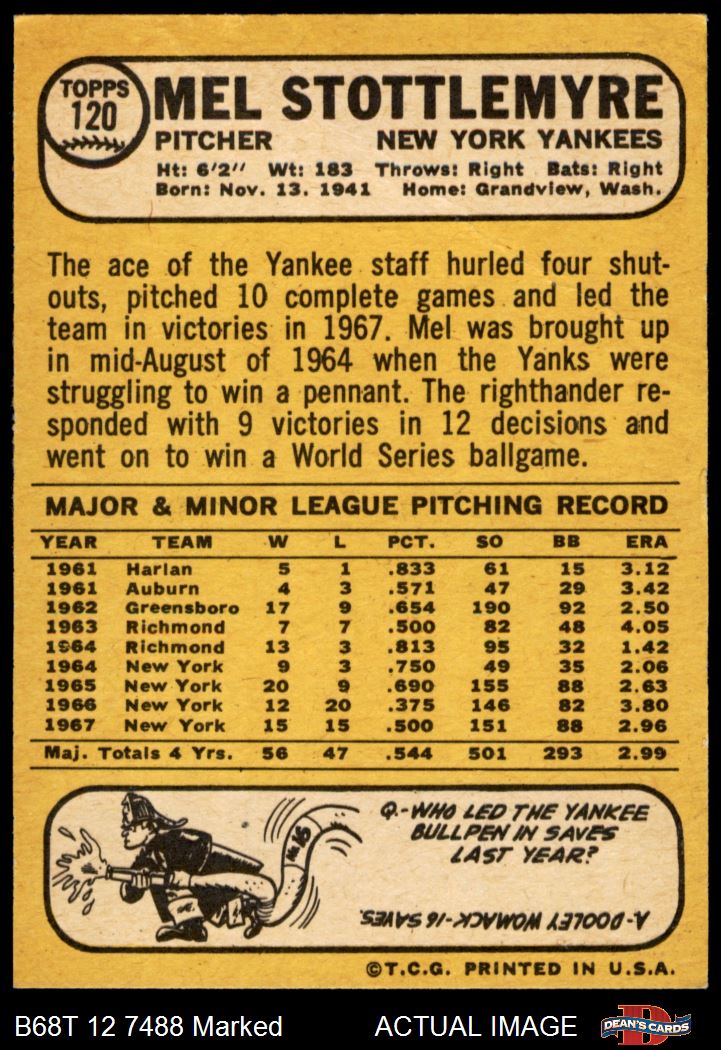 TOPPS
120
MEL STOTTLEMYRE
PITCHER NEW YORK YANKEES
Ht: 6'2" Wt: 183 Throws: Right Bats: Right
Born: Nov. 13. 1941 Home: Grandview, Wash.
The ace of the Yankee staff hurled four shut-
outs, pitched 10 complete games and led the
team in victories in 1967. Mel was brought up
in mid-August of 1964 when the Yanks were
struggling to win a pennant. The righthander re-
sponded with 9 victories in 12 decisions and
went on to win a World Series ballgame.
MAJOR & MINOR LEAGUE PITCHING RECORD
YEAR TEAM W L PCT. SO BB ERA
1961 Harlan 5 1 .833 61 15 3.12
1961 Auburn 4 3 .571 47 29 3.42
1962 Greensboro 17 9 .654 190 92 2.50
1963 Richmond 7 7 .500 82 48 4.05
1964 Richmond 13 3 .813 95 32 1.42
1964 New York 9 3 .750 49 35 2.06
1965 New York 20 9 .690 155 88 2.63
1966 New York 12 20 .375 146 82 3.80
1967 New York 15 15 .500 151 88 2.96
Maj. Totals 4 Yrs. 56 47 .544 501 293 2.99
No 16
Q.-WHO LED THE YANKEE
BULLPEN IN SAVES
LAST YEAR?
A-DOOLEY WOMACK-16 SAVES.
©T.C.G. PRINTED IN U.S.A.
B68T 12 7488 Marked ACTUAL IMAGE
DEAN'S CARDS